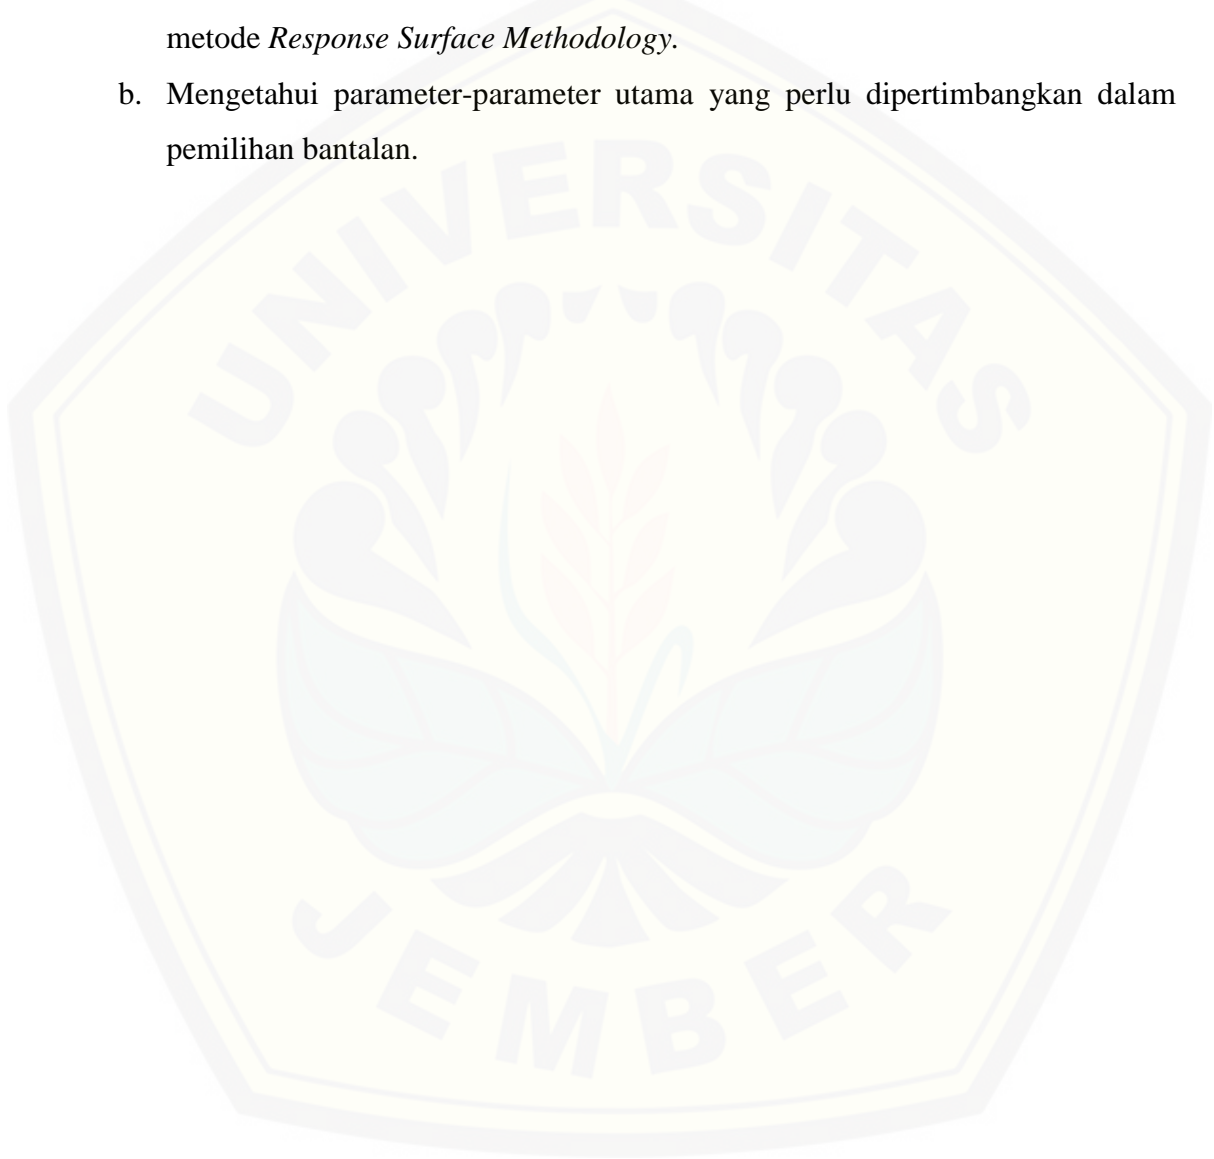 metode Response Surface Methodology.
b. Mengetahui parameter-parameter utama yang perlu dipertimbangkan dalam
pemilihan bantalan.
UNIVERSITAS
JEMBER